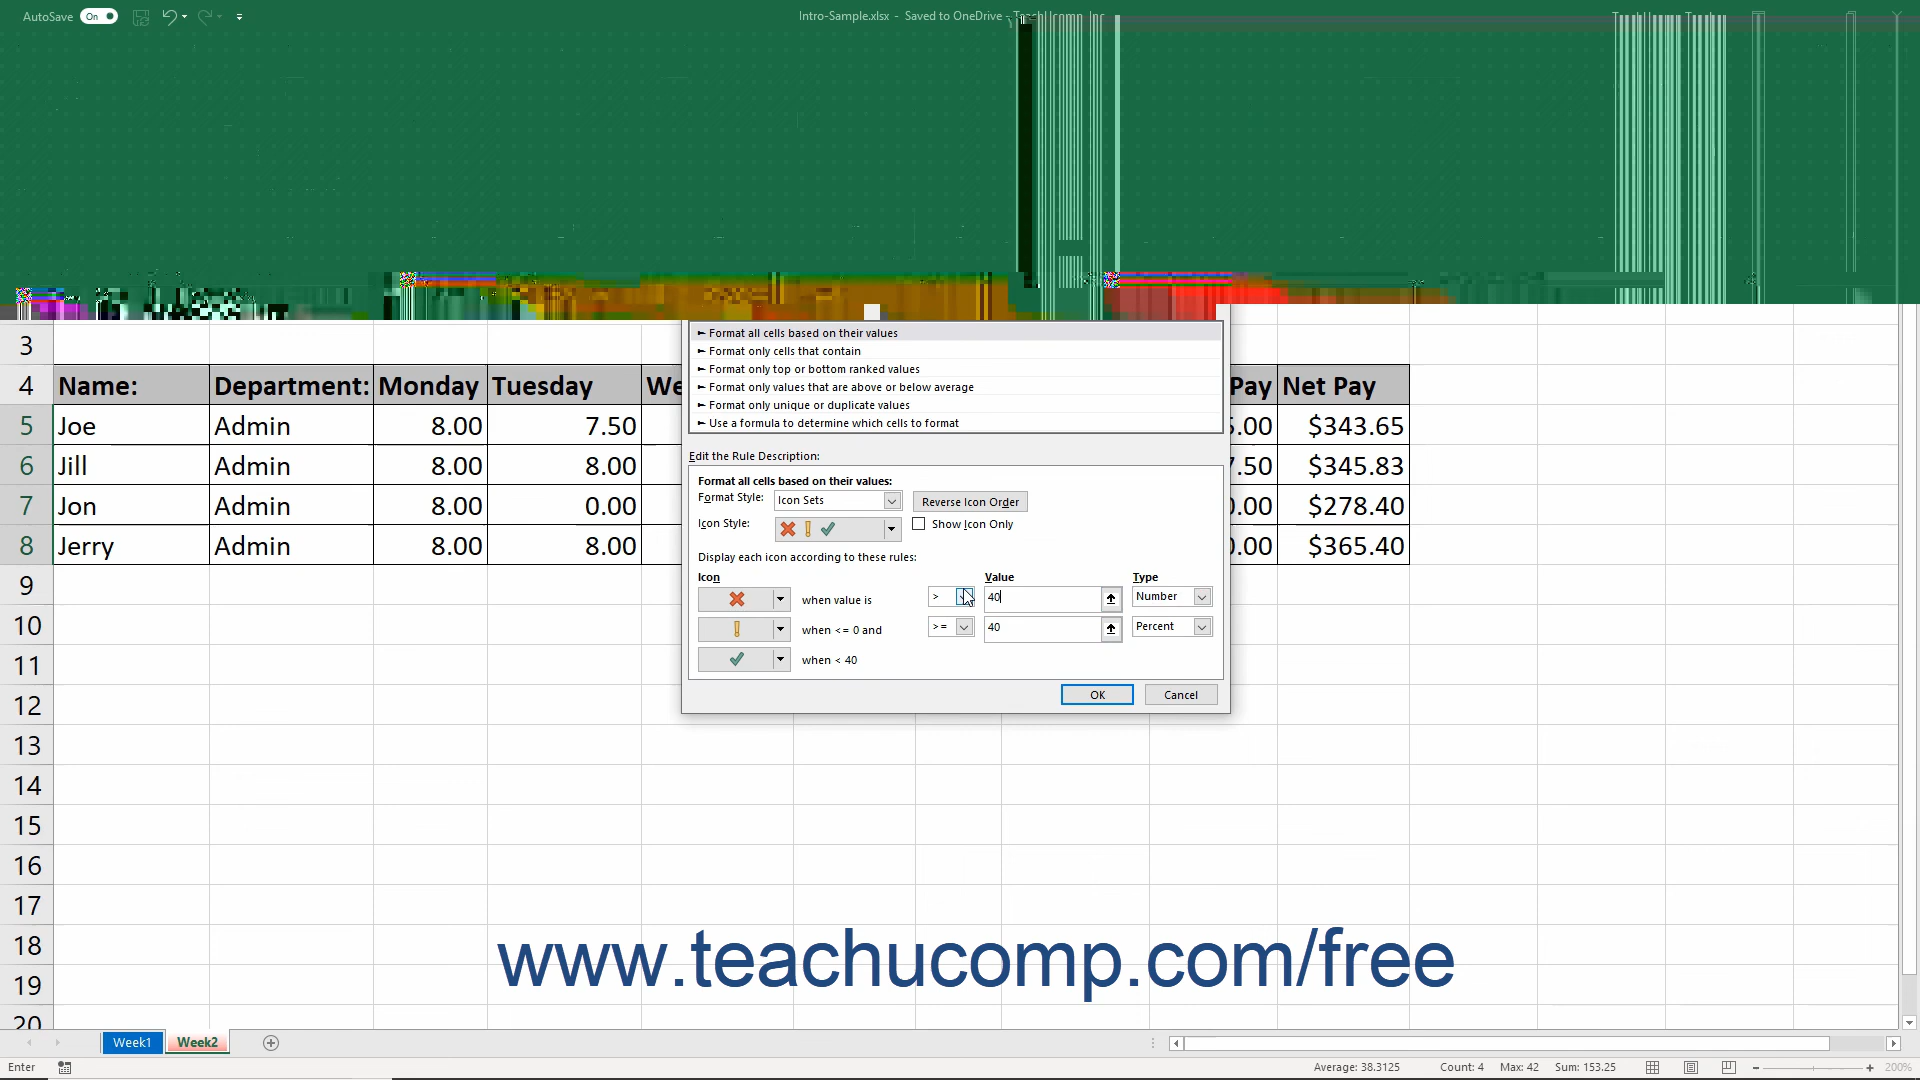 AutoSave On Intro-Sample.xlsx - Saved to OneDrive -
Format all cells based on their values
Format only cells that contain
Format only top or bottom ranked values
Format only values that are above or below average
Format only unique or duplicate values
Use a formula to determine which cells to format
3
4 Name: Department: Monday Tuesday We Pay Net Pay
5 Joe Admin 8.00 7.50 .00 $343.65
6 Jill Admin 8.00 8.00 .50 $345.83
7 Jon Admin 8.00 0.00 .00 $278.40
8 Jerry Admin 8.00 8.00 .00 $365.40
Edit the Rule Description:
Format all cells based on their values:
Format Style: Icon Sets Reverse Icon Order
Icon Style: Show Icon Only
Display each icon according to these rules:
Icon Value Type
when value is > 40 Number
when <= 0 and >= 40 Percent
when < 40
OK Cancel
9
10
11
12
13
14
15
16
17
18
19
20
www.teachucomp.com/free
Week1 Week2
Enter Average: 38.3125 Count: 4 Max: 42 Sum: 153.25 200%